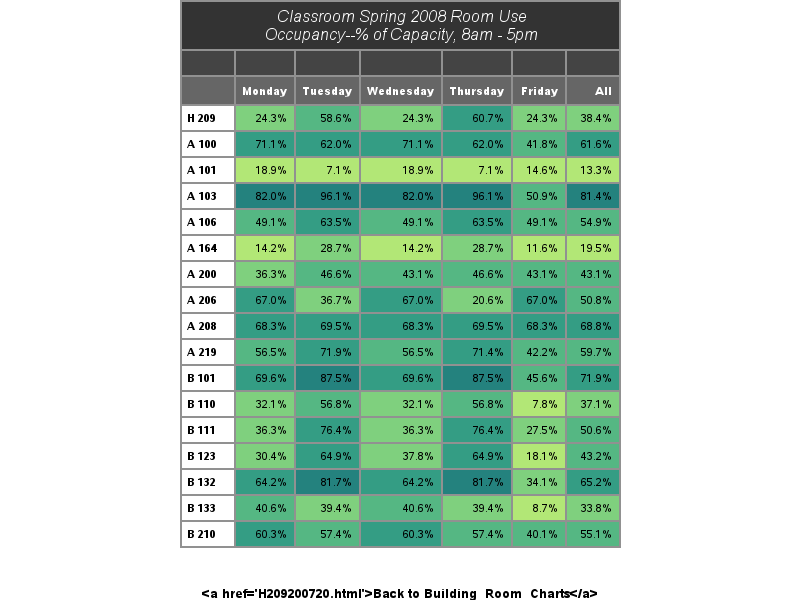 Classroom Spring 2008 Room Use
Occupancy--% of Capacity, 8am - 5pm
Monday Tuesday Wednesday Thursday Friday All
H 209 24.3% 58.6% 24.3% 60.7% 24.3% 38.4%
A 100 71.1% 62.0% 71.1% 62.0% 41.8% 61.6%
A 101 18.9% 7.1% 18.9% 7.1% 14.6% 13.3%
A 103 82.0% 96.1% 82.0% 96.1% 50.9% 81.4%
A 106 49.1% 63.5% 49.1% 63.5% 49.1% 54.9%
A 164 14.2% 28.7% 14.2% 28.7% 11.6% 19.5%
A 200 36.3% 46.6% 43.1% 46.6% 43.1% 43.1%
A 206 67.0% 36.7% 67.0% 20.6% 67.0% 50.8%
A 208 68.3% 69.5% 68.3% 69.5% 68.3% 68.8%
A 219 56.5% 71.9% 56.5% 71.4% 42.2% 59.7%
B 101 69.6% 87.5% 69.6% 87.5% 45.6% 71.9%
B 110 32.1% 56.8% 32.1% 56.8% 7.8% 37.1%
B 111 36.3% 76.4% 36.3% 76.4% 27.5% 50.6%
B 123 30.4% 64.9% 37.8% 64.9% 18.1% 43.2%
B 132 64.2% 81.7% 64.2% 81.7% 34.1% 65.2%
B 133 40.6% 39.4% 40.6% 39.4% 8.7% 33.8%
B 210 60.3% 57.4% 60.3% 57.4% 40.1% 55.1%
<a href='H209200720.html'>Back to Building_Room_Charts</a>